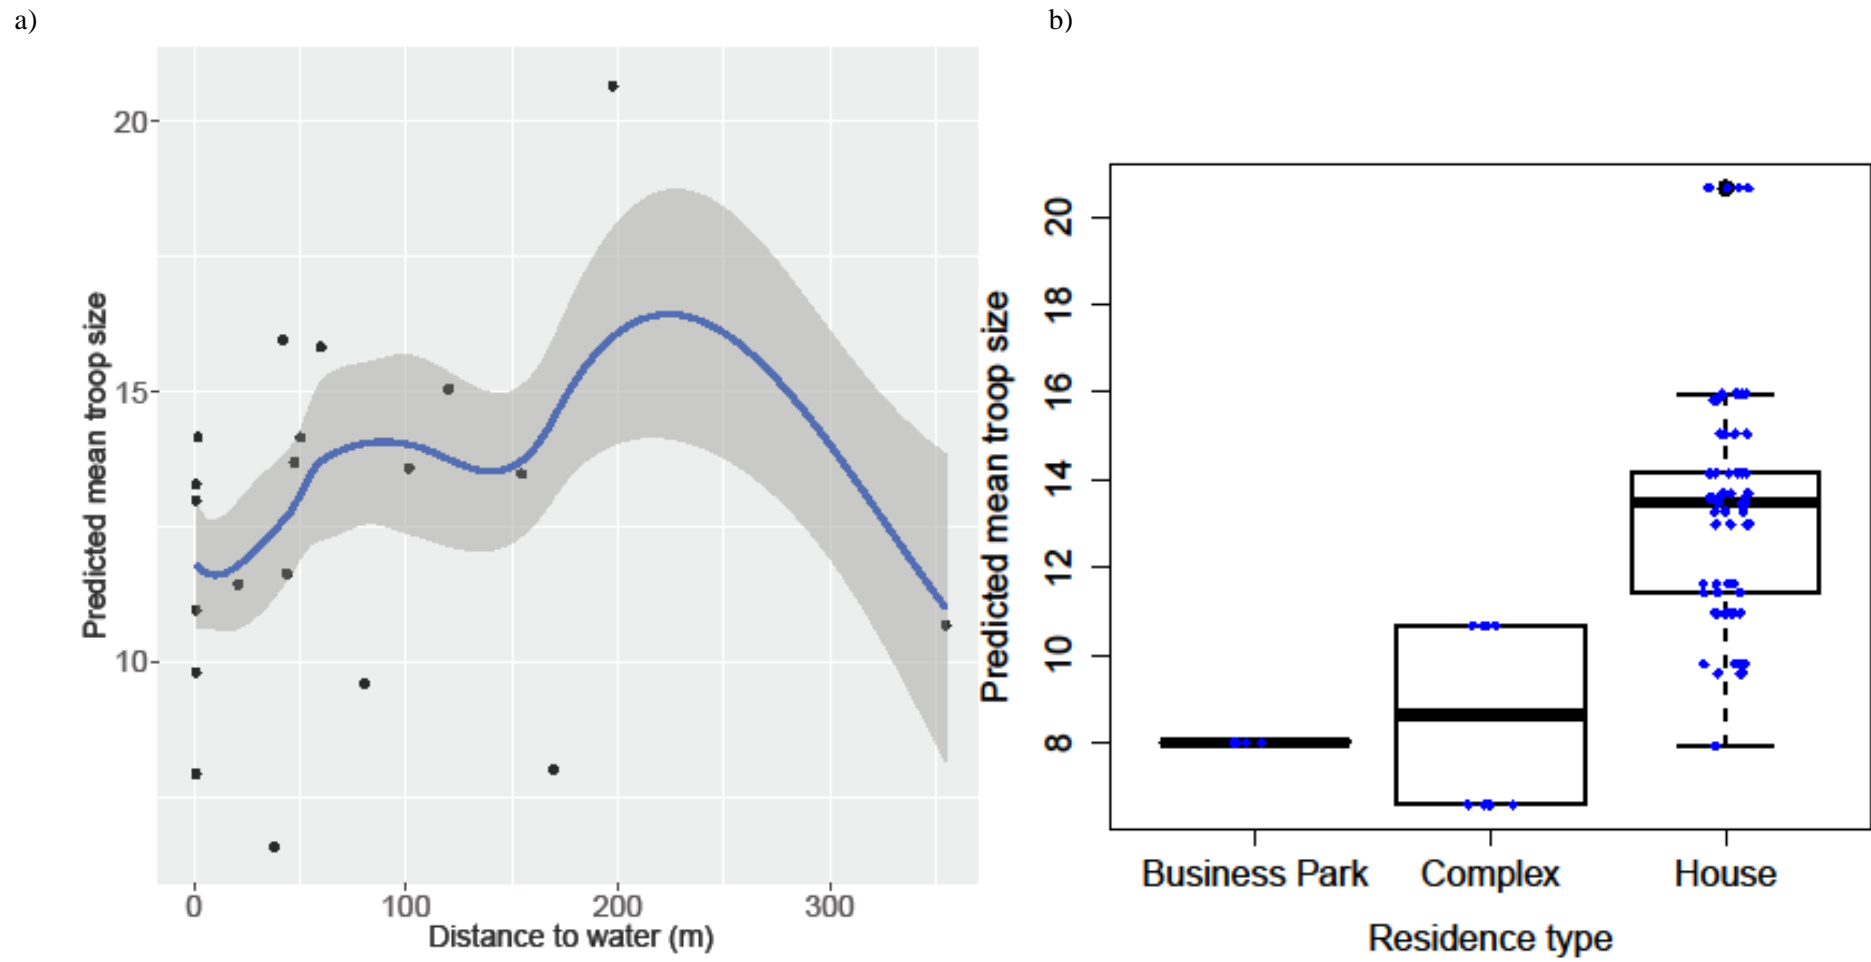 a)
b)
Predicted mean troop size
20
15
10
0 100 200 300
Distance to water (m)
Predicted mean troop size
20
18
16
14
12
10
8
Business Park Complex House
Residence type